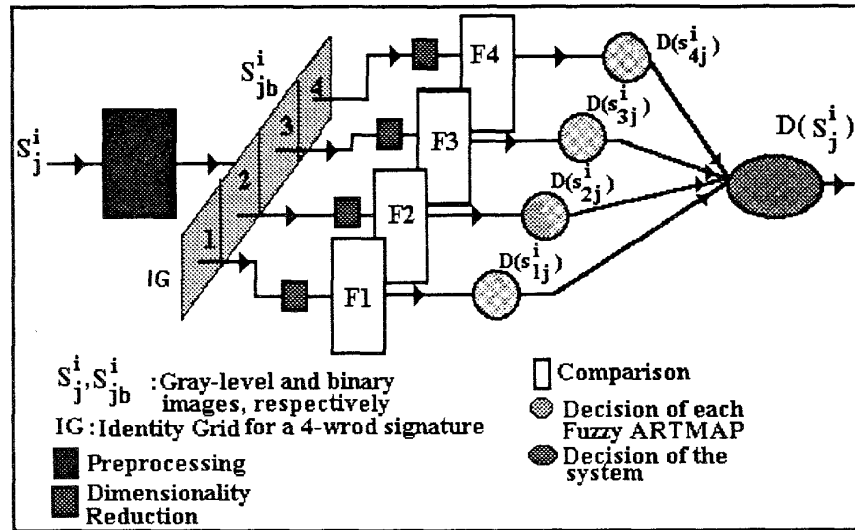 F4
D(s^i_4j)
S^i_jb
4
D(s^i_3j)
D(S^i_j)
3
F3
S^i_j
2
D(s^i_2j)
F2
1
D(s^i_1j)
IG
F1
S^i_j, S^i_jb : Gray-level and binary
images, respectively
IG : Identity Grid for a 4-wrod signature
Preprocessing
Dimensionality
Reduction
Comparison
Decision of each
Fuzzy ARTMAP
Decision of the
system